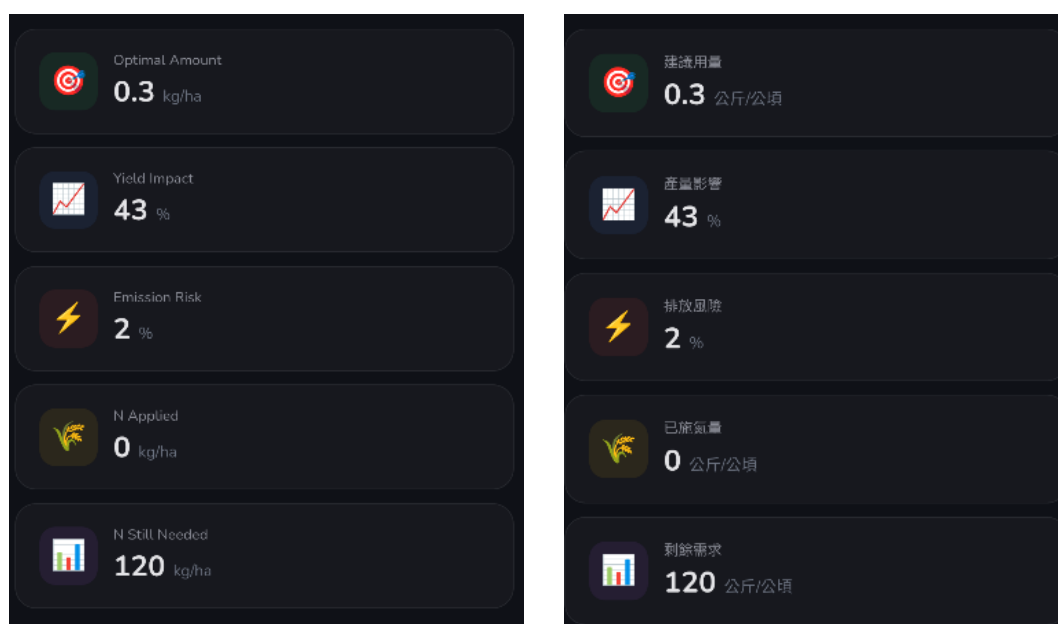 Optimal Amount
0.3 kg/ha
Yield Impact
43 %
Emission Risk
2 %
N Applied
0 kg/ha
N Still Needed
120 kg/ha
建議用量
0.3 公斤/公頃
產量影響
43 %
排放風險
2 %
已施氮量
0 公斤/公頃
剩餘需求
120 公斤/公頃